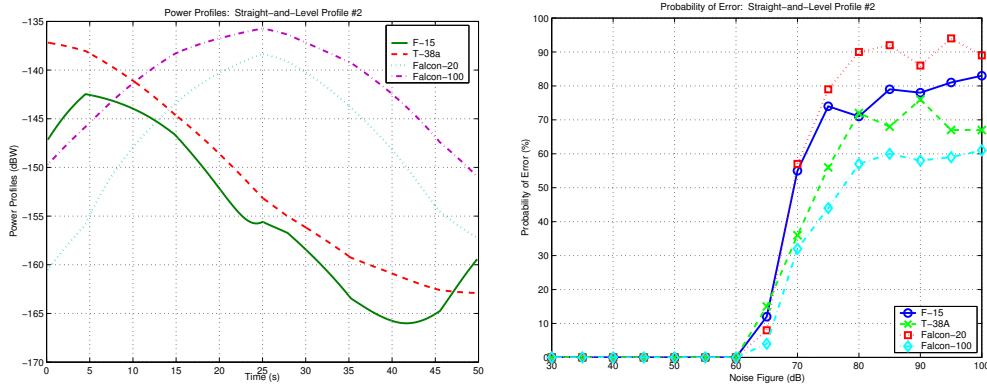 Power Profiles: Straight-and-Level Profile #2
-135
-140
-145
-150
-155
-160
-165
-170
Power Profiles (dBW)
F-15
T-38a
Falcon-20
Falcon-100
0 5 10 15 20 25 30 35 40 45 50
Time (s)
Probability of Error: Straight-and-Level Profile #2
100
90
80
70
60
50
40
30
20
10
0
Probability of Error (%)
F-15
T-38A
Falcon-20
Falcon-100
30 40 50 60 70 80 90 100
Noise Figure (dB)